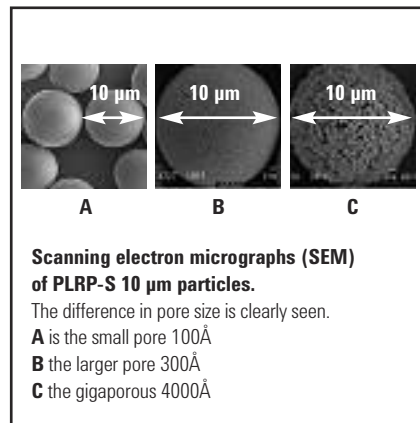 10 µm
10 µm
10 µm
A
B
C
Scanning electron micrographs (SEM)
of PLRP-S 10 µm particles.
The difference in pore size is clearly seen.
A is the small pore 100Å
B the larger pore 300Å
C the gigaporous 4000Å